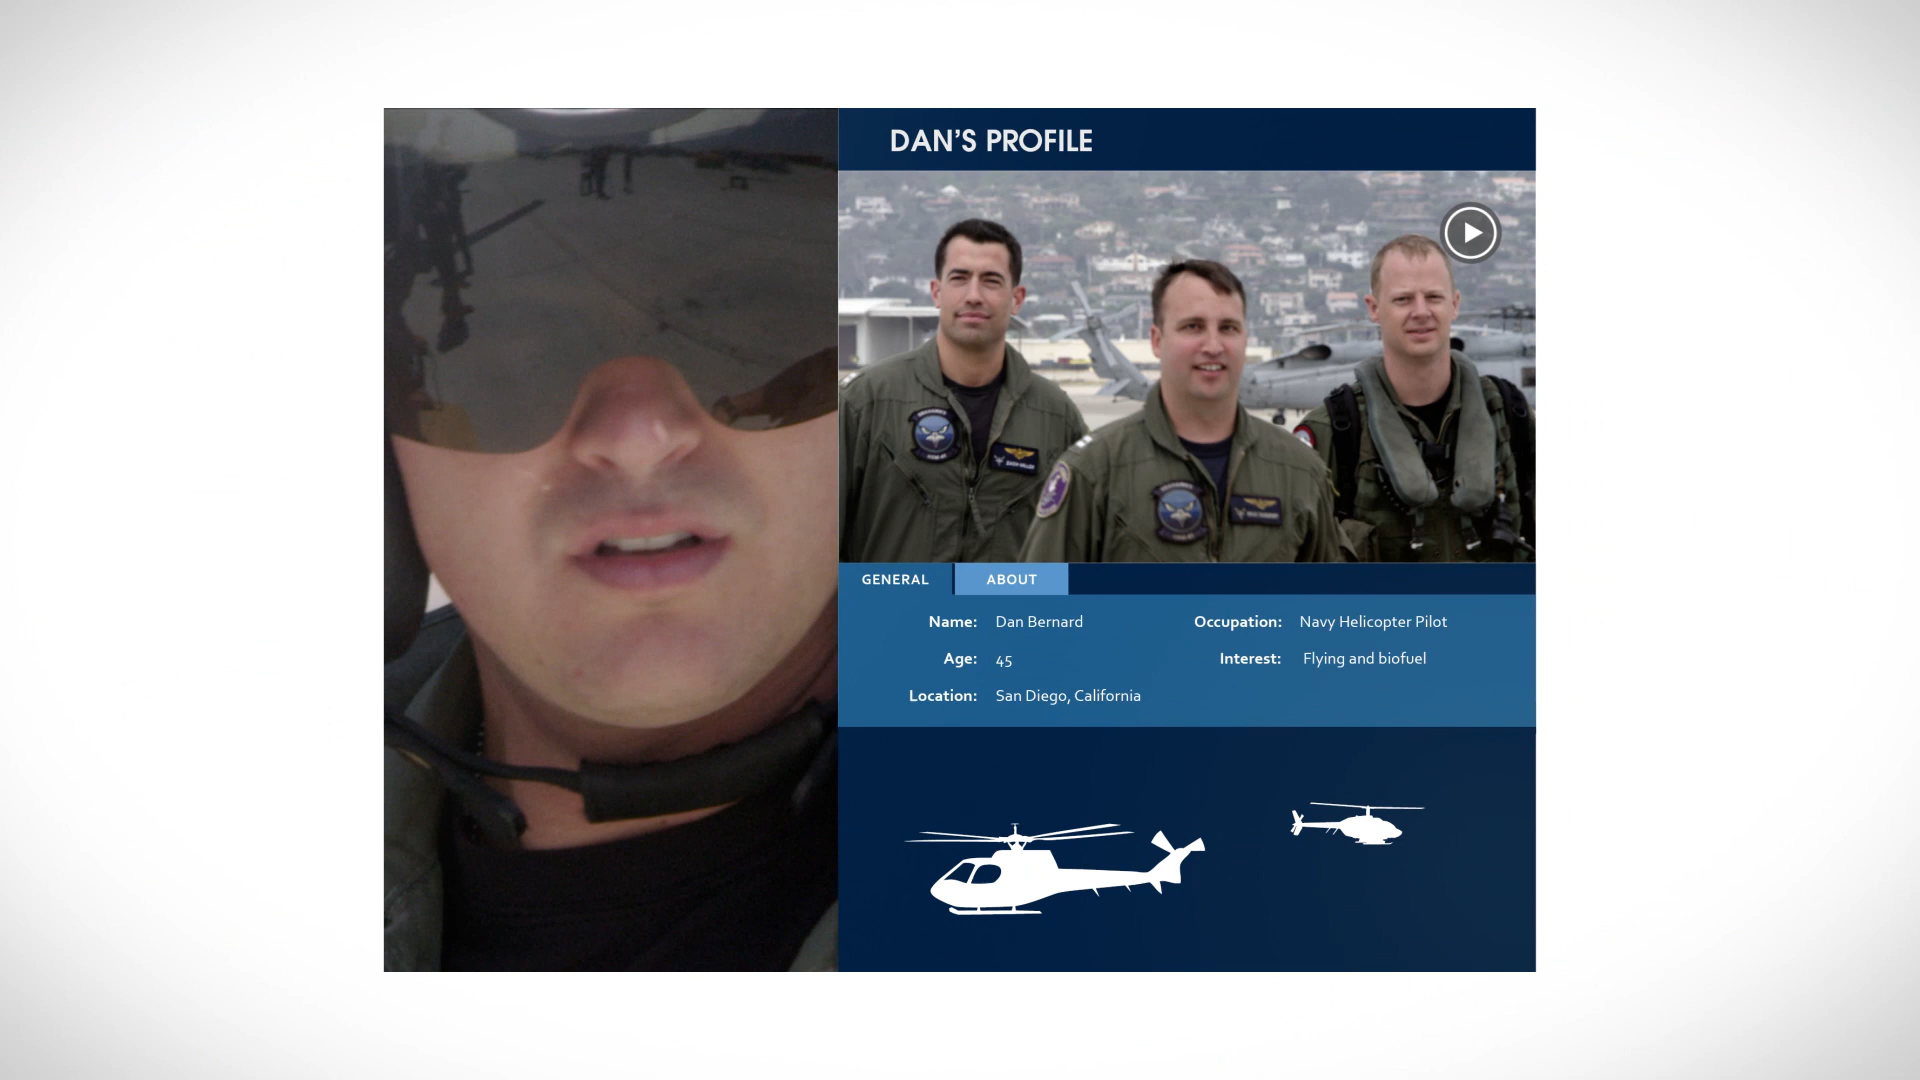 DAN'S PROFILE
GENERAL
ABOUT
Name: Dan Bernard
Occupation: Navy Helicopter Pilot
Age: 45
Interest: Flying and biofuel
Location: San Diego, California